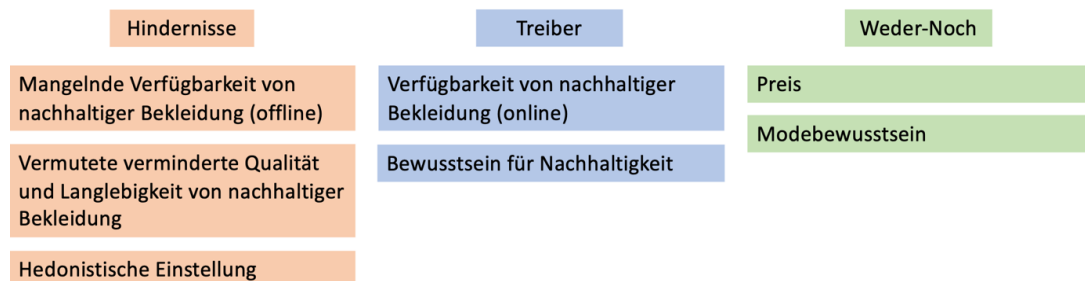 Hindernisse
Mangelnde Verfügbarkeit von
nachhaltiger Bekleidung (offline)
Vermutete verminderte Qualität
und Langlebigkeit von nachhaltiger
Bekleidung
Hedonistische Einstellung
Treiber
Verfügbarkeit von nachhaltiger
Bekleidung (online)
Bewusstsein für Nachhaltigkeit
Weder-Noch
Preis
Modebewusstsein